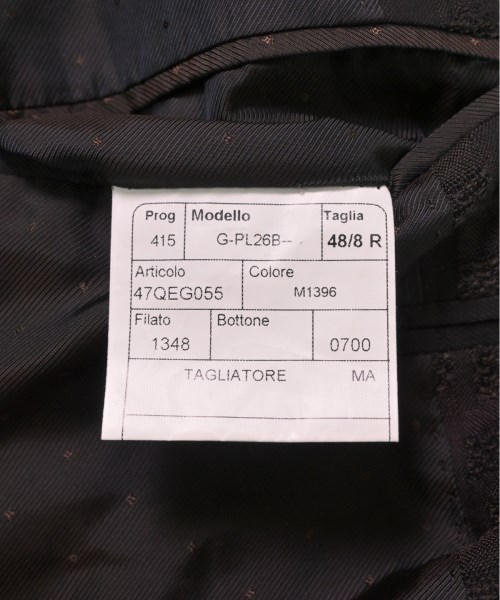 Prog Modello Taglia
415 G-PL26B-- 48/8 R
Articolo Colore
47QEG055 M1396
Filato Bottone
1348 0700
TAGLIATORE MA